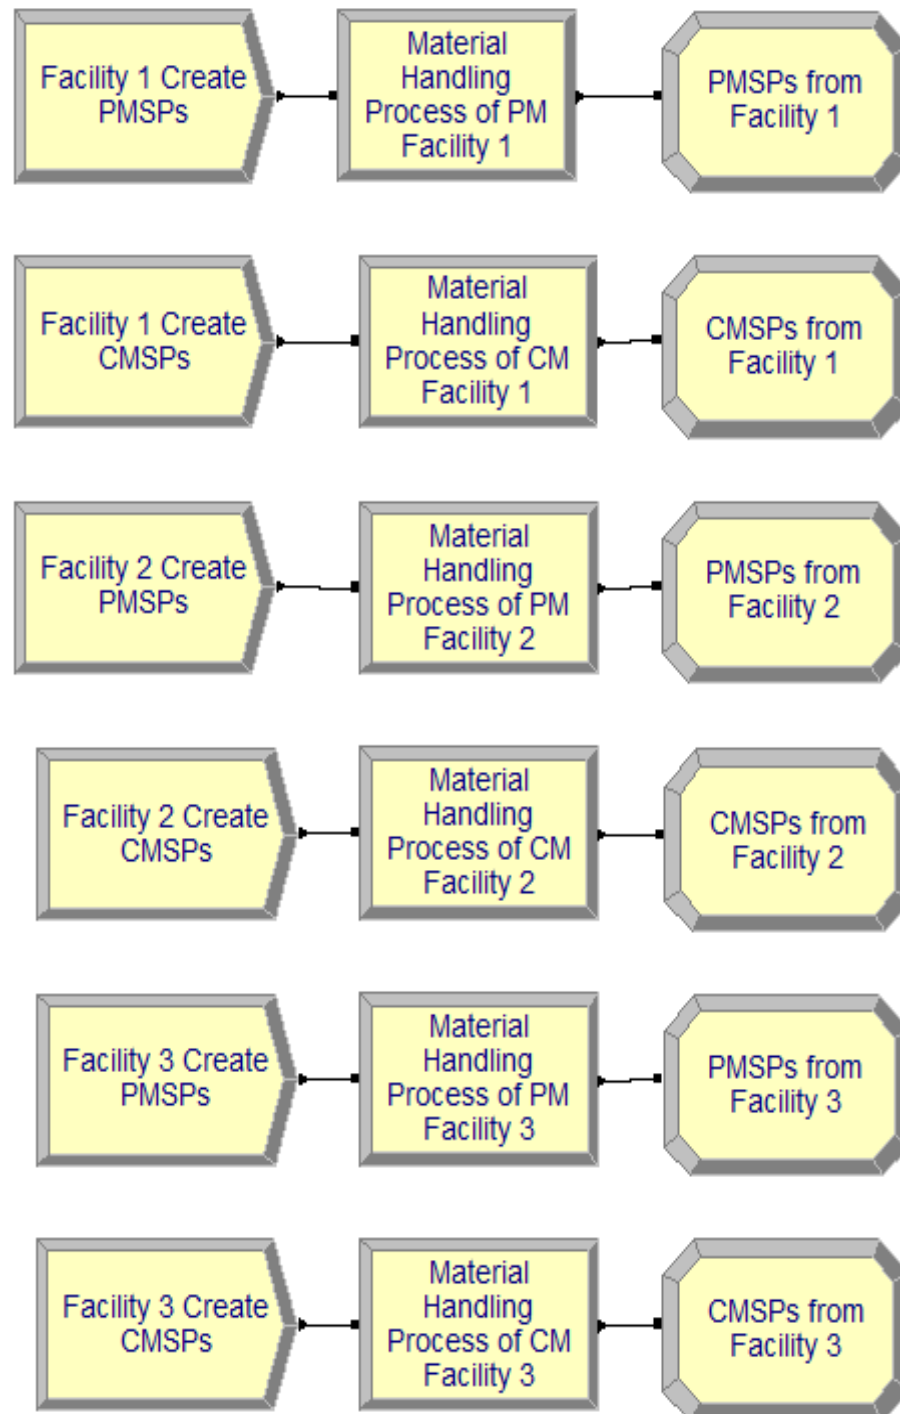 Facility 1 Create
PMSPs
Material
Handling
Process of PM
Facility 1
PMSPs from
Facility 1
Facility 1 Create
CMSPs
Material
Handling
Process of CM
Facility 1
CMSPs from
Facility 1
Facility 2 Create
PMSPs
Material
Handling
Process of PM
Facility 2
PMSPs from
Facility 2
Facility 2 Create
CMSPs
Material
Handling
Process of CM
Facility 2
CMSPs from
Facility 2
Facility 3 Create
PMSPs
Material
Handling
Process of PM
Facility 3
PMSPs from
Facility 3
Facility 3 Create
CMSPs
Material
Handling
Process of CM
Facility 3
CMSPs from
Facility 3